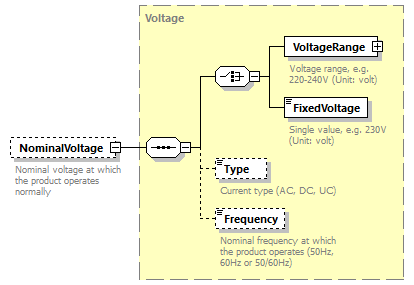 Voltage
VoltageRange
Voltage range, e.g.
220-240V (Unit: volt)
FixedVoltage
Single value, e.g. 230V
(Unit: volt)
NominalVoltage
Nominal voltage at which
the product operates
normally
Type
Current type (AC, DC, UC)
Frequency
Nominal frequency at which
the product operates (50Hz,
60Hz or 50/60Hz)